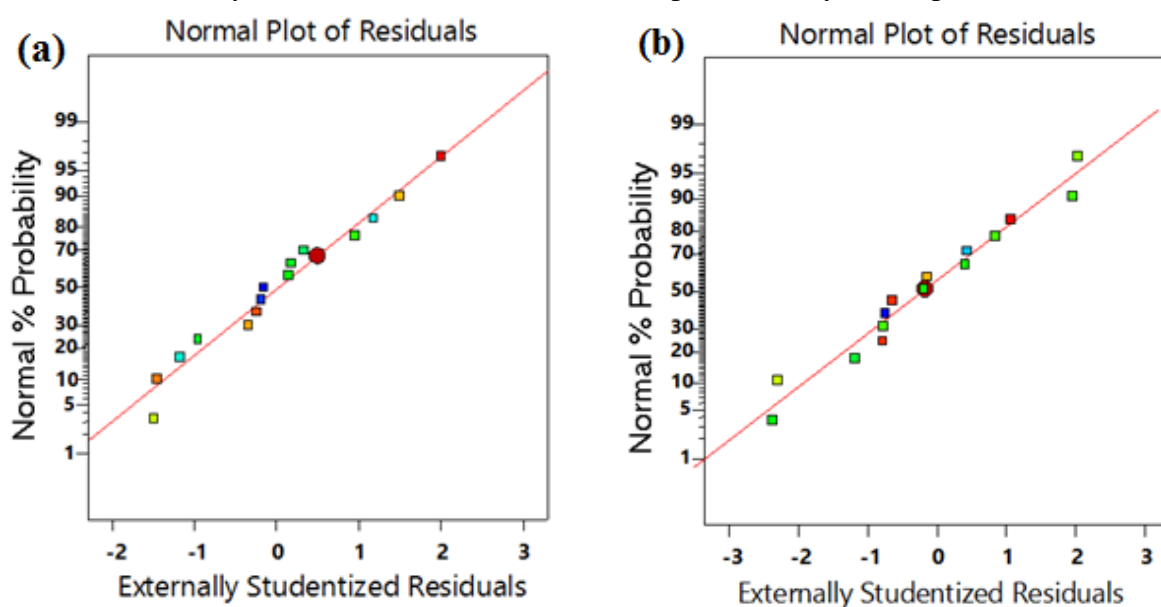 (a)
Normal Plot of Residuals
Normal % Probability
99
95
90
80
70
50
30
20
10
5
1
-2 -1 0 1 2 3
Externally Studentized Residuals
(b)
Normal Plot of Residuals
Normal % Probability
99
95
90
80
70
50
30
20
10
5
1
-3 -2 -1 0 1 2 3
Externally Studentized Residuals